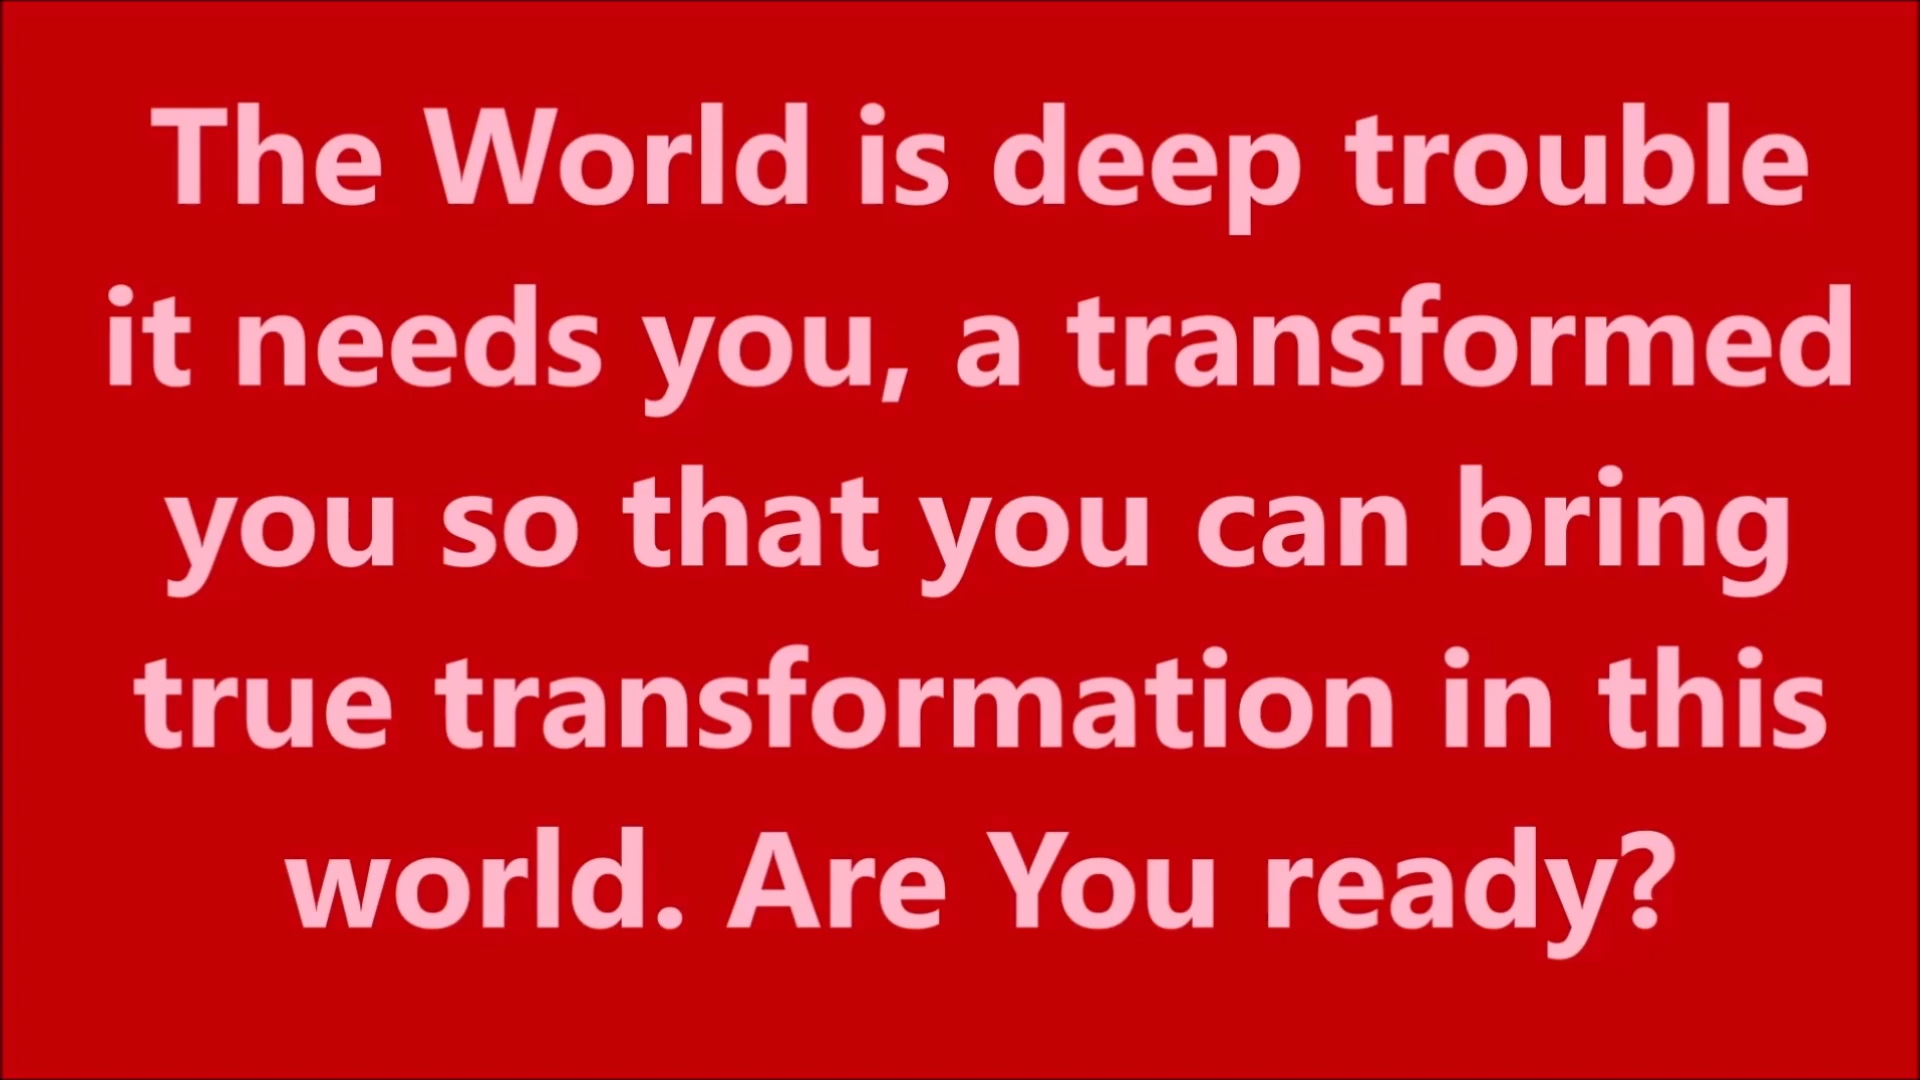 The World is deep trouble
it needs you, a transformed
you so that you can bring
true transformation in this
world. Are You ready?